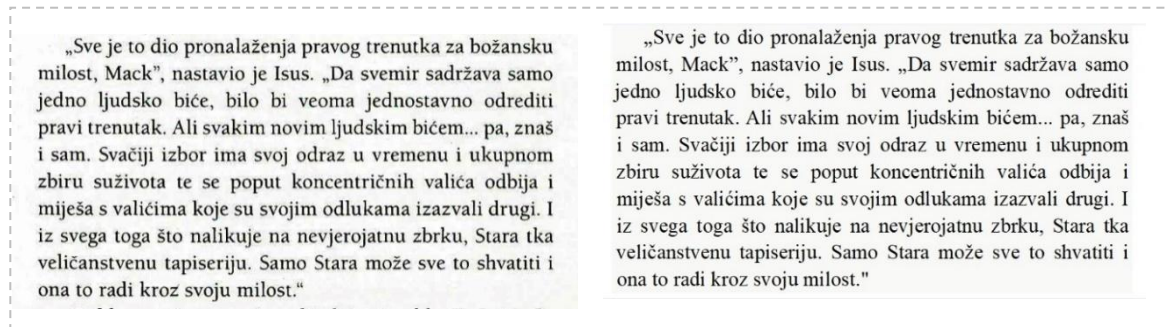 „Sve je to dio pronalaženja pravog trenutka za božansku
milost, Mack”, nastavio je Isus. „Da svemir sadržava samo
jedno ljudsko biće, bilo bi veoma jednostavno odrediti
pravi trenutak. Ali svakim novim ljudskim bićem... pa, znaš
i sam. Svačiji izbor ima svoj odraz u vremenu i ukupnom
zbiru suživota te se poput koncentričnih valića odbija i
miješa s valićima koje su svojim odlukama izazvali drugi. I
iz svega toga što nalikuje na nevjerojatnu zbrku, Stara tka
veličanstvenu tapiseriju. Samo Stara može sve to shvatiti i
ona to radi kroz svoju milost.“
„Sve je to dio pronalaženja pravog trenutka za božansku
milost, Mack”, nastavio je Isus. „Da svemir sadržava samo
jedno ljudsko biće, bilo bi veoma jednostavno odrediti
pravi trenutak. Ali svakim novim ljudskim bićem... pa, znaš
i sam. Svačiji izbor ima svoj odraz u vremenu i ukupnom
zbiru suživota te se poput koncentričnih valića odbija i
miješa s valićima koje su svojim odlukama izazvali drugi. I
iz svega toga što nalikuje na nevjerojatnu zbrku, Stara tka
veličanstvenu tapiseriju. Samo Stara može sve to shvatiti i
ona to radi kroz svoju milost."